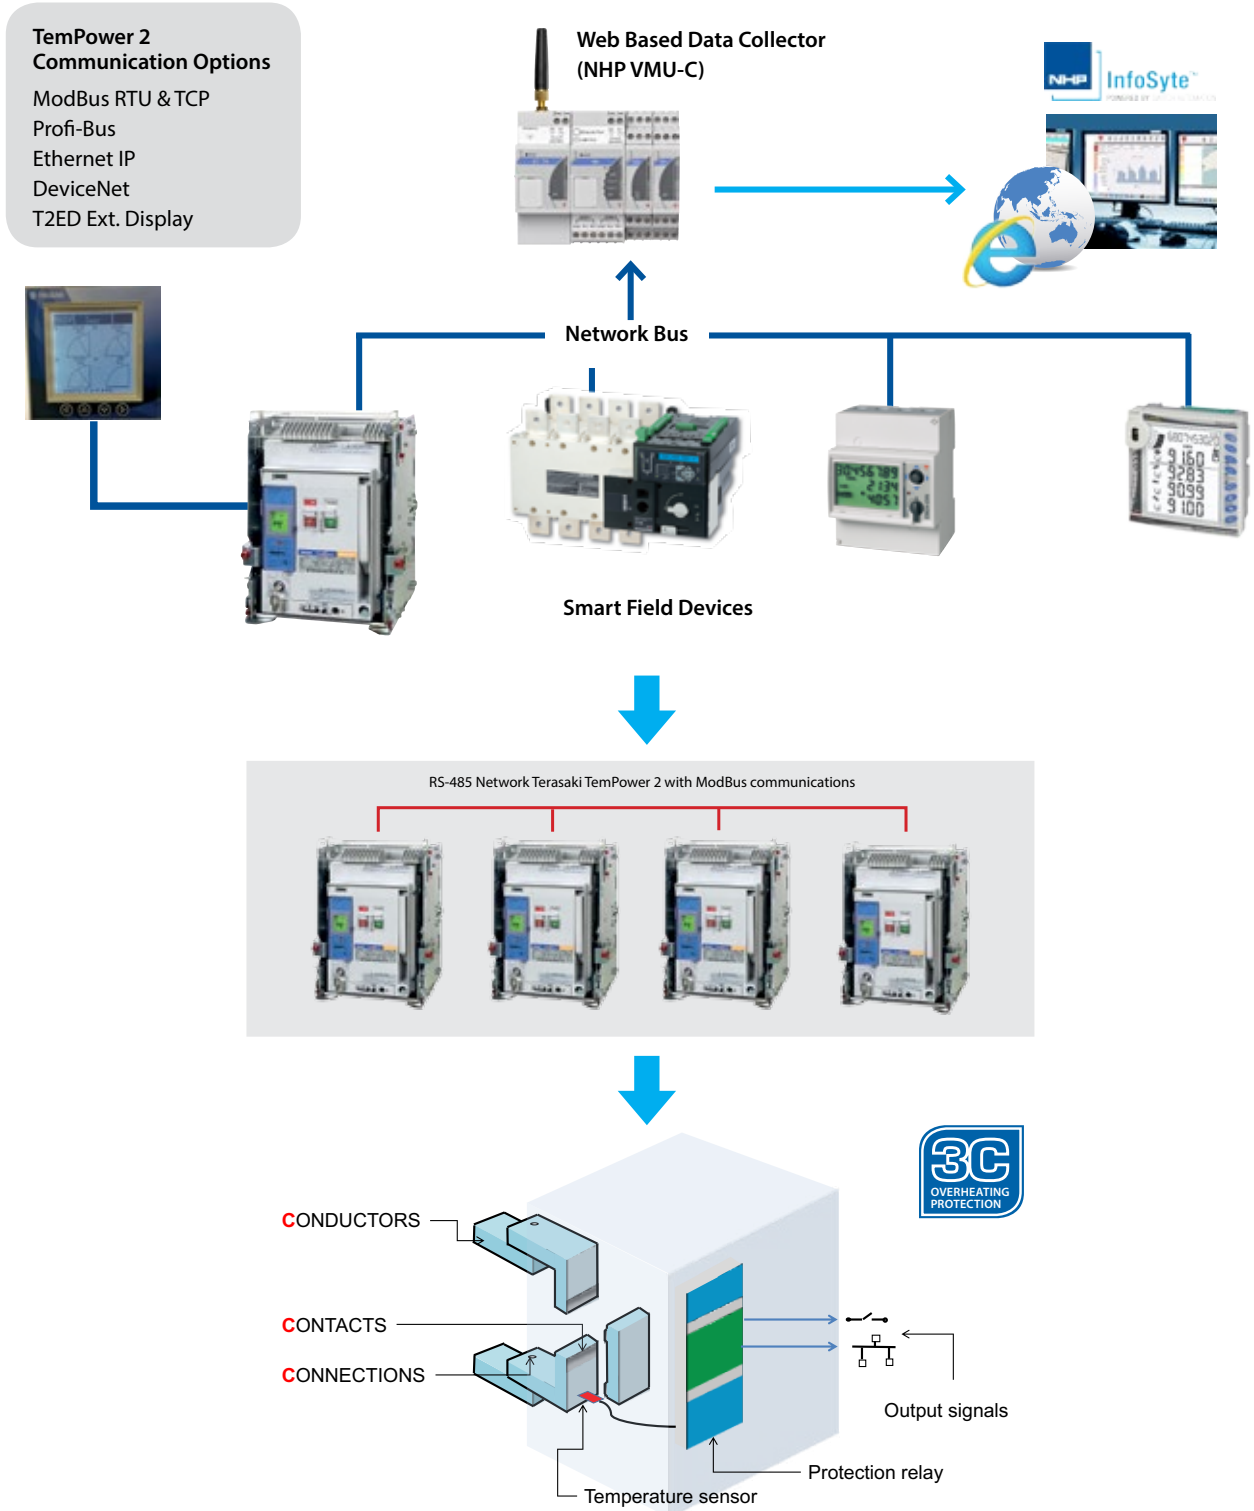 TemPower 2
Communication Options
ModBus RTU & TCP
Profi-Bus
Ethernet IP
DeviceNet
T2ED Ext. Display
Web Based Data Collector
(NHP VMU-C)
NHP
InfoSyte™
Network Bus
Smart Field Devices
RS-485 Network Terasaki TemPower 2 with ModBus communications
3C
OVERHEATING
PROTECTION
CONDUCTORS
CONTACTS
CONNECTIONS
Output signals
Protection relay
Temperature sensor